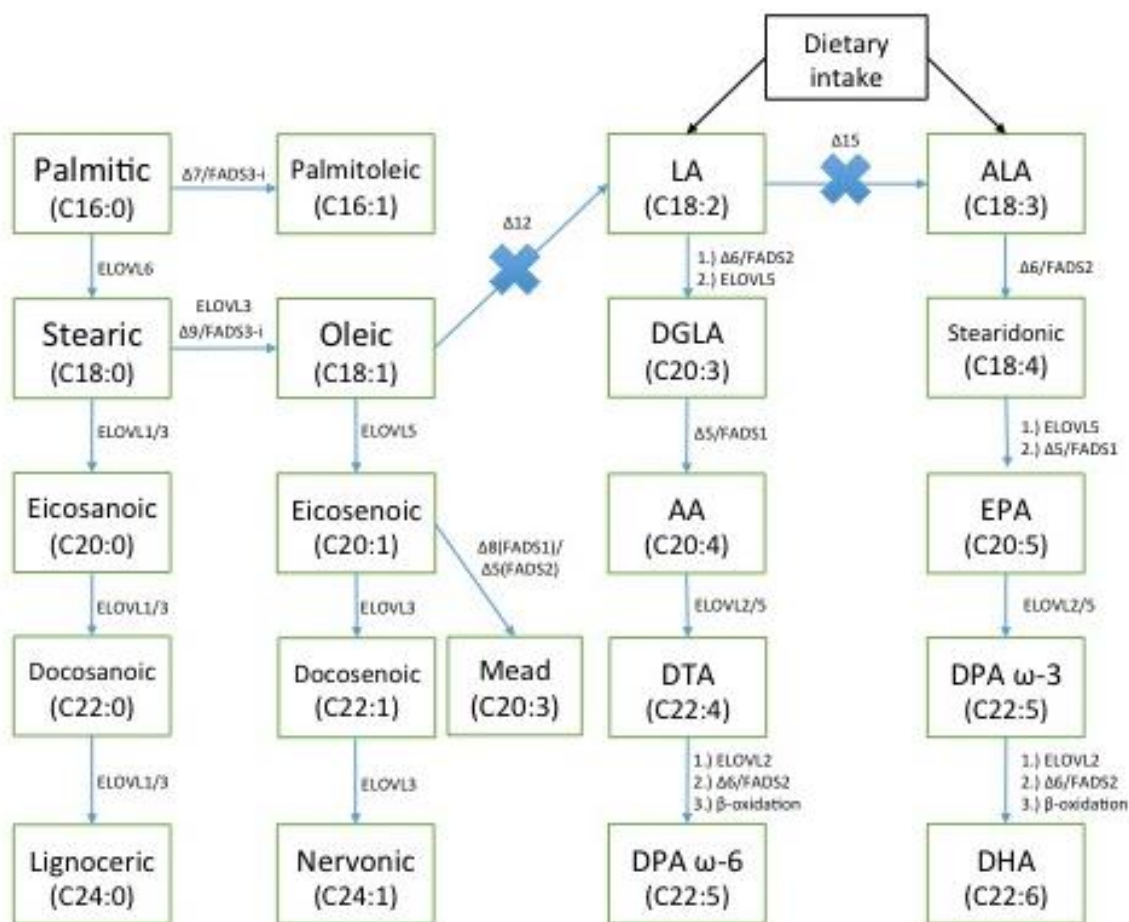 Dietary
intake
Palmitic
(C16:0)
Δ7/FADS3-i
Palmitoleic
(C16:1)
Δ12
LA
(C18:2)
Δ15
ALA
(C18:3)
ELOVL6
1.) Δ6/FADS2
2.) ELOVL5
Δ6/FADS2
Stearic
(C18:0)
ELOVL3
Δ9/FADS3-i
Oleic
(C18:1)
DGLA
(C20:3)
Stearidonic
(C18:4)
ELOVL1/3
ELOVL5
Δ5/FADS1
1.) ELOVL5
2.) Δ5/FADS1
Eicosanoic
(C20:0)
Eicosenoic
(C20:1)
Δ8(FADS1)/
Δ5(FADS2)
AA
(C20:4)
EPA
(C20:5)
ELOVL1/3
ELOVL3
ELOVL2/5
ELOVL2/5
Docosanoic
(C22:0)
Docosenoic
(C22:1)
Mead
(C20:3)
DTA
(C22:4)
DPA ω-3
(C22:5)
ELOVL1/3
ELOVL3
1.) ELOVL2
2.) Δ6/FADS2
3.) β-oxidation
1.) ELOVL2
2.) Δ6/FADS2
3.) β-oxidation
Lignoceric
(C24:0)
Nervonic
(C24:1)
DPA ω-6
(C22:5)
DHA
(C22:6)